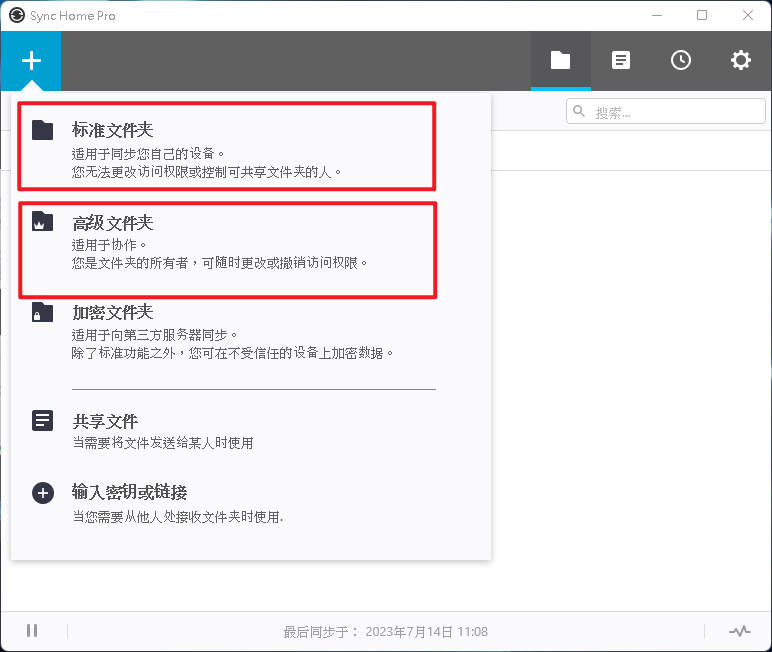 Sync Home Pro
搜索...
标准文件夹
适用于同步您自己的设备。
您无法更改访问权限或控制可共享文件夹的人。
高级文件夹
适用于协作。
您是文件夹的所有者，可随时更改或撤销访问权限。
加密文件夹
适用于向第三方服务器同步。
除了标准功能之外，您可在不受信任的设备上加密数据。
共享文件
当需要将文件发送给某人时使用
输入密钥或链接
当您需要从他人处接收文件夹时使用.
最后同步于： 2023年7月14日 11:08